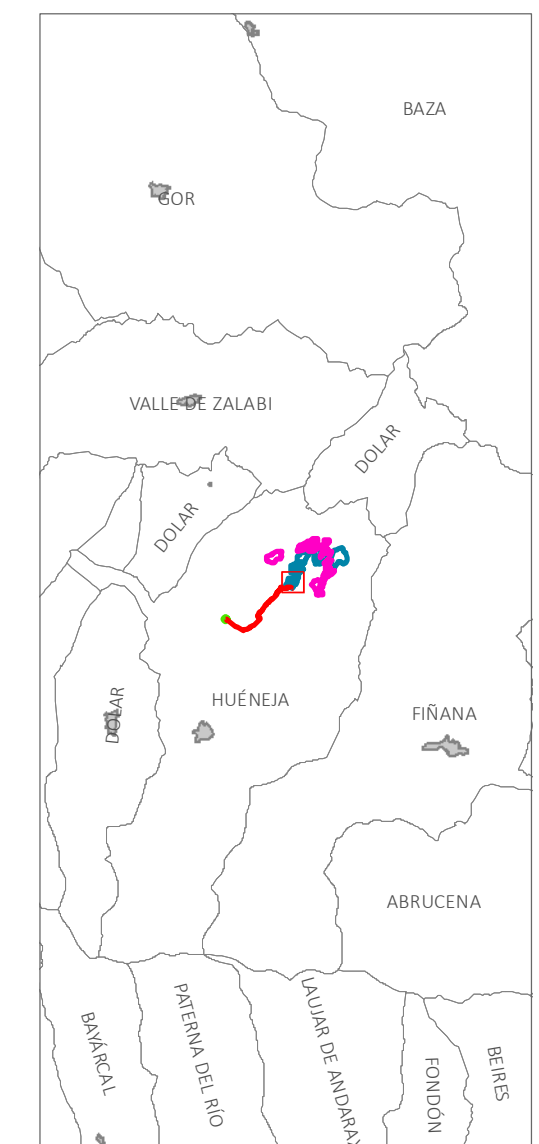 BAZA
GOR
VALLE DE ZALABI
DOLAR
DOLAR
HUÉNEJA
DOLAR
FIÑANA
ABRUCENA
PATERNA DEL RÍO
LAUJAR DE ANDARAX
BAYÁRCAL
FONDÓN
BEIRES